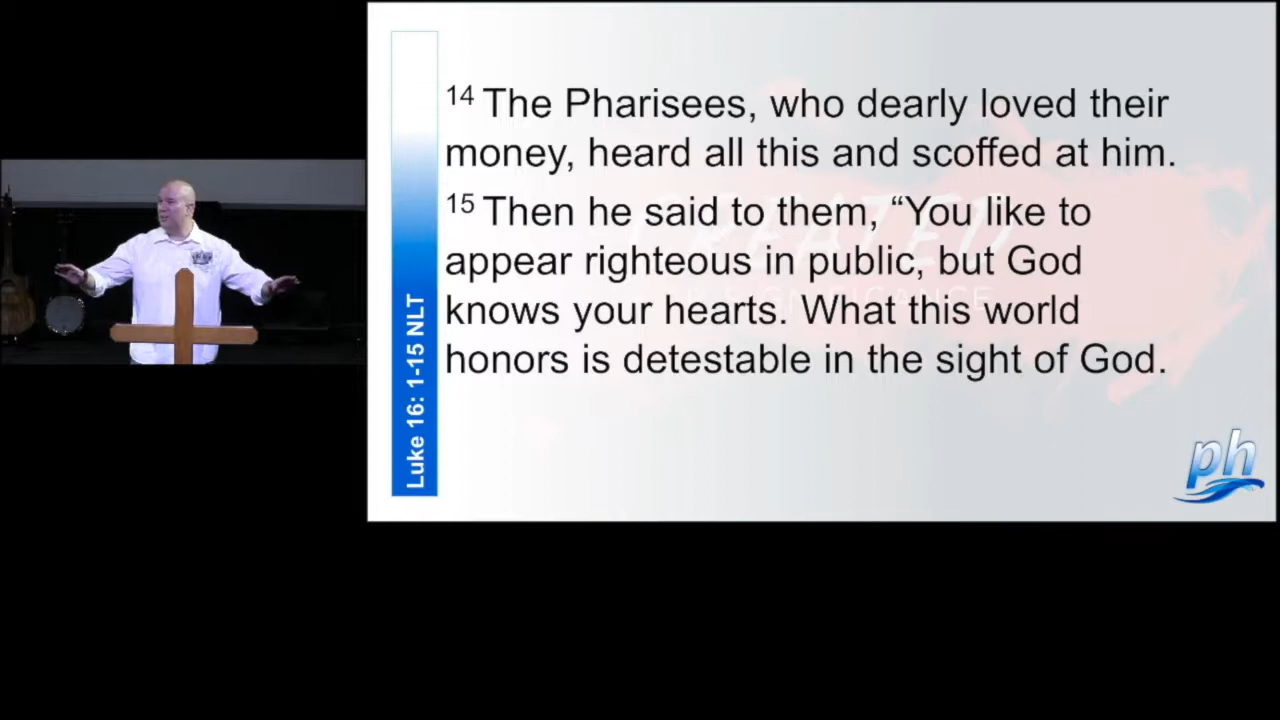 14 The Pharisees, who dearly loved their
money, heard all this and scoffed at him.
15 Then he said to them, “You like to
appear righteous in public, but God
knows your hearts. What this world
honors is detestable in the sight of God.
Luke 16: 1-15 NLT
CREATED
SIGNIFICANCE
ph